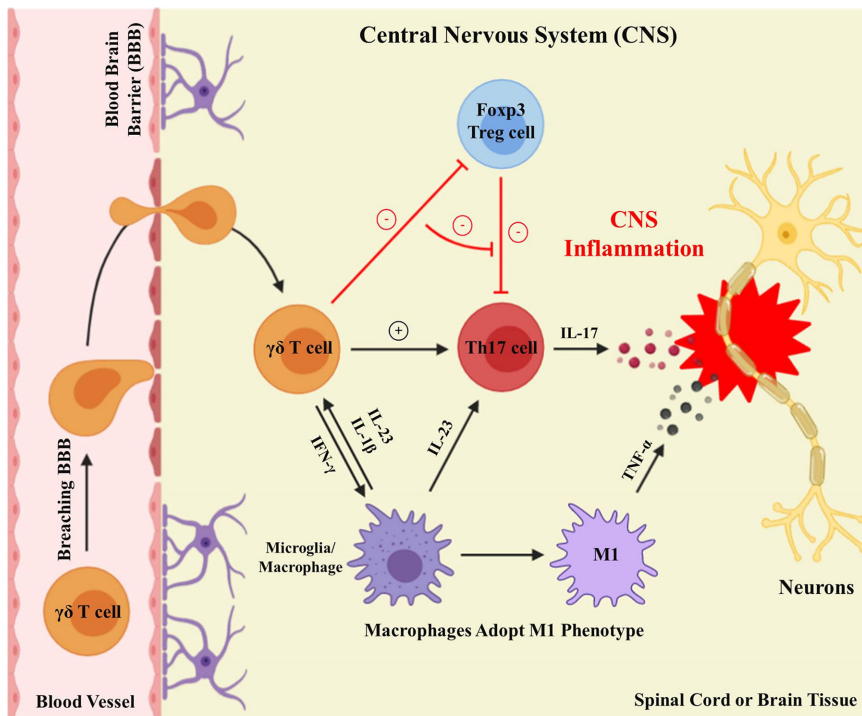 Central Nervous System (CNS)
Blood Brain
Barrier (BBB)
Foxp3
Treg cell
-
-
-
CNS
Inflammation
γδ T cell
+
Th17 cell
IL-17
IL-23
IL-1β
IFN-γ
IL-23
TNF-α
Breaching BBB
Microglia/
Macrophage
M1
Neurons
γδ T cell
Macrophages Adopt M1 Phenotype
Blood Vessel
Spinal Cord or Brain Tissue